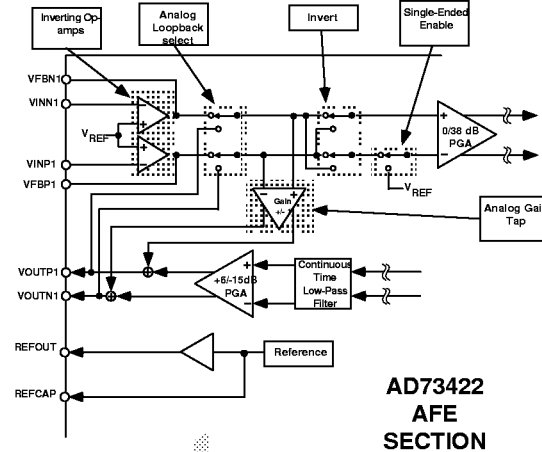 Inverting Op-
amps
Analog
Loopback
select
Invert
Single-Ended
Enable
VFBN1
VINN1
VREF
VINP1
VFBP1
0/38 dB
PGA
VREF
Gain
+/-
Analog Gai
Tap
VOUTP1
VOUTN1
+6/-15dB
PGA
Continuous
Time
Low-Pass
Filter
REFOUT
Reference
REFCAP
AD73422
AFE
SECTION